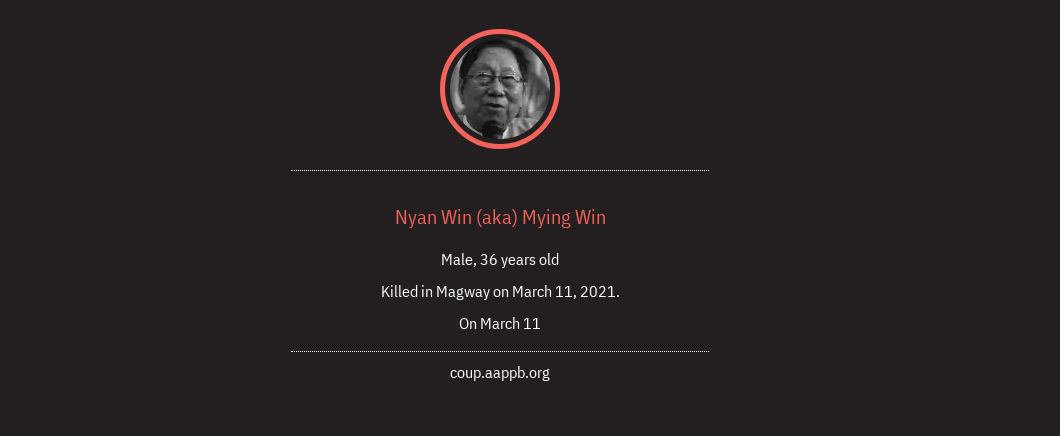 Nyan Win (aka) Mying Win
Male, 36 years old
Killed in Magway on March 11, 2021.
On March 11
coup.aappb.org